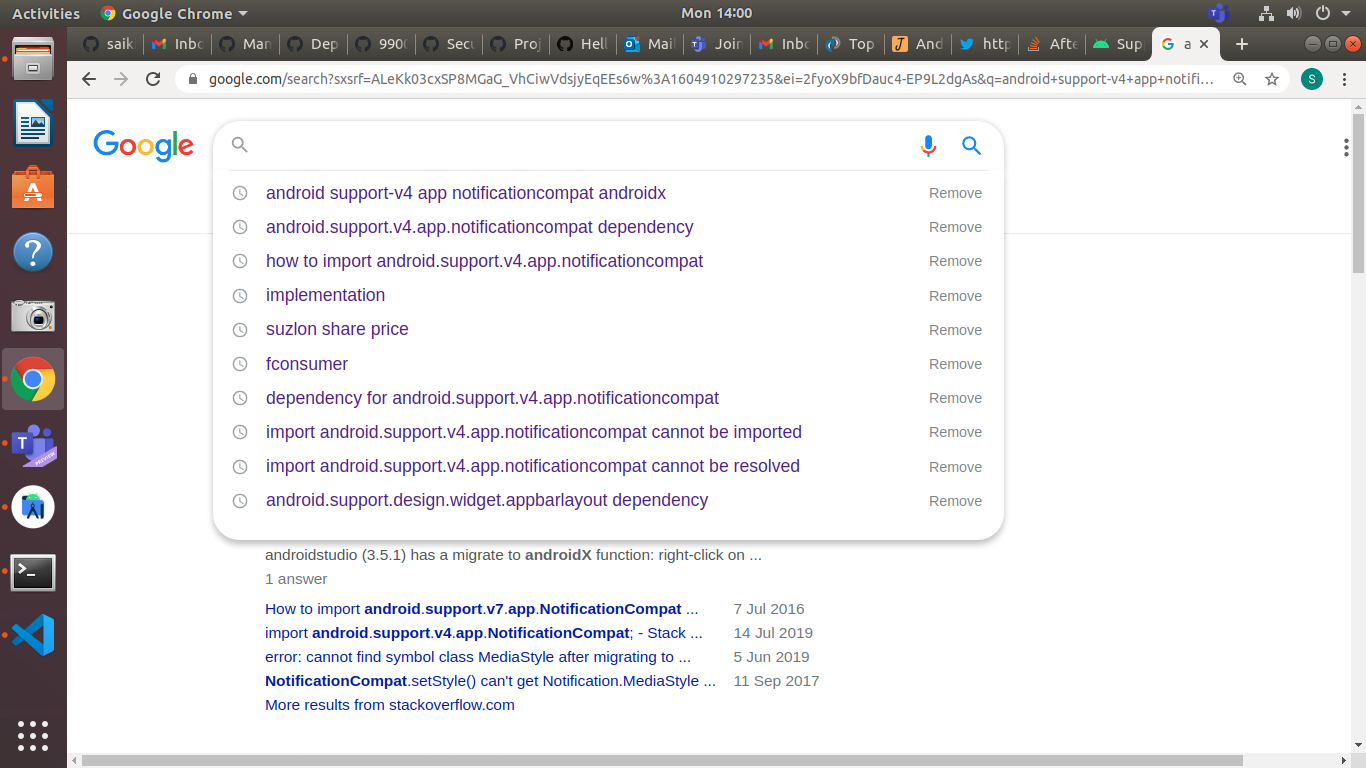 Activities Google Chrome Mon 14:00
saik Inbo Man Dep 990 Secu Proj Hell Mail Join Inbo Top And http Afte Sup a
google.com/search?sxsrf=ALeKk03cxSP8MGaG_VhCiwVdsjyEqEEs6w%3A1604910297235&ei=2fyoX9bfDauc4-EP9L2dgAs&q=android+support-v4+app+notifi... S
Google
android support-v4 app notificationcompat androidx Remove
android.support.v4.app.notificationcompat dependency Remove
how to import android.support.v4.app.notificationcompat Remove
implementation Remove
suzlon share price Remove
fconsumer Remove
dependency for android.support.v4.app.notificationcompat Remove
import android.support.v4.app.notificationcompat cannot be imported Remove
import android.support.v4.app.notificationcompat cannot be resolved Remove
android.support.design.widget.appbarlayout dependency Remove
androidstudio (3.5.1) has a migrate to androidX function: right-click on ...
1 answer
How to import android.support.v7.app.NotificationCompat ... 7 Jul 2016
import android.support.v4.app.NotificationCompat; - Stack ... 14 Jul 2019
error: cannot find symbol class MediaStyle after migrating to ... 5 Jun 2019
NotificationCompat.setStyle() can't get Notification.MediaStyle ... 11 Sep 2017
More results from stackoverflow.com
PREVIEW